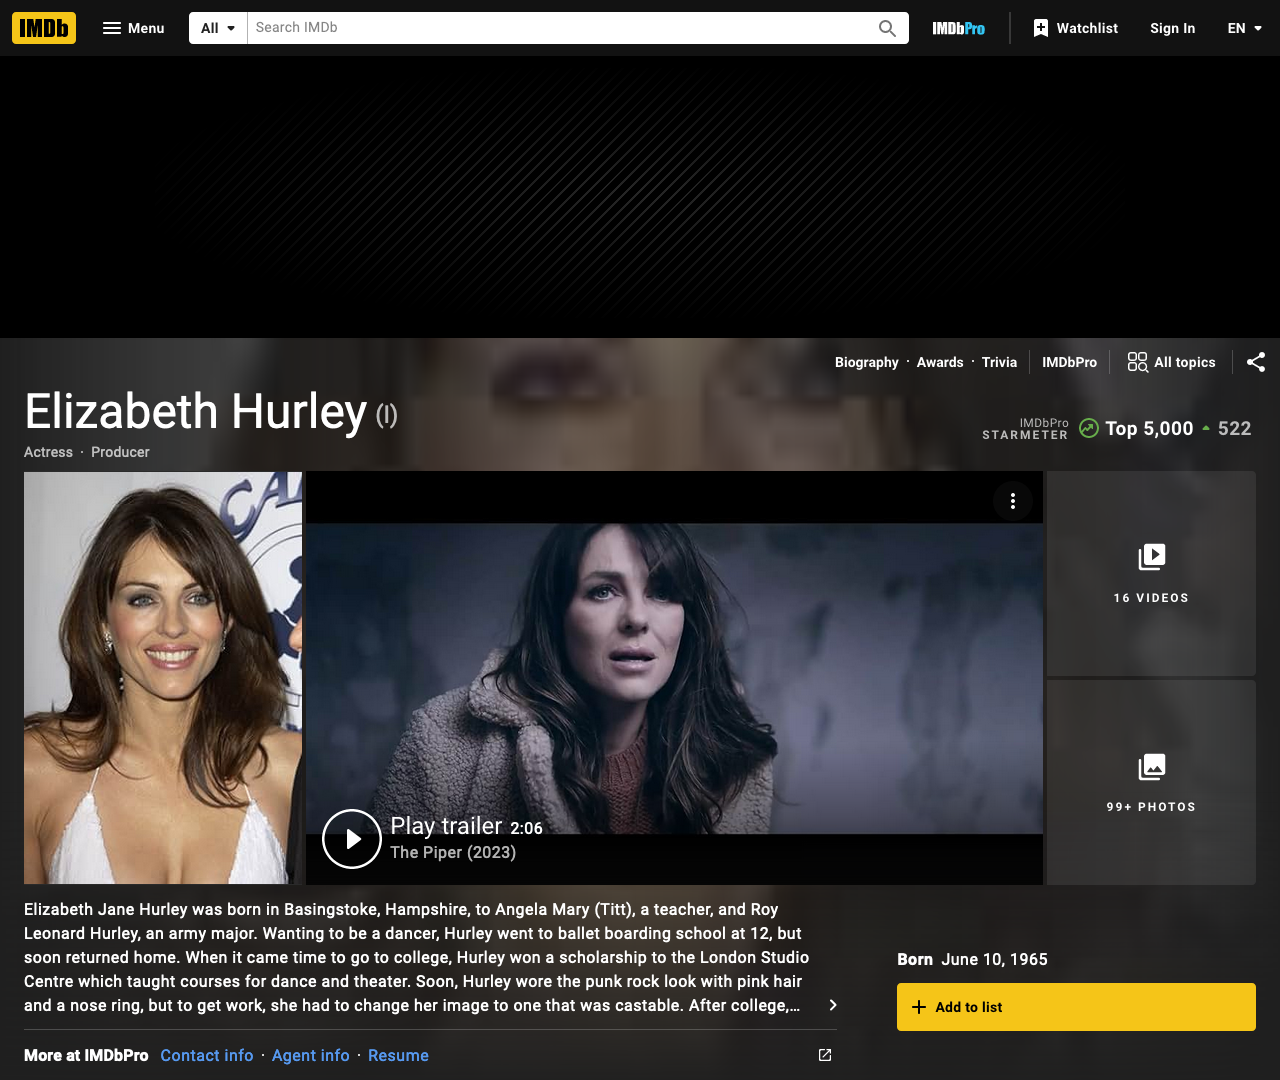 IMDb
Menu
All
Search IMDb
IMDbPro
Watchlist
Sign In
EN
Biography · Awards · Trivia
IMDbPro
All topics
Elizabeth Hurley (I)
Actress · Producer
IMDbPro
STARMETER
Top 5,000
522
CA
16 VIDEOS
99+ PHOTOS
Play trailer 2:06
The Piper (2023)
Elizabeth Jane Hurley was born in Basingstoke, Hampshire, to Angela Mary (Titt), a teacher, and Roy
Leonard Hurley, an army major. Wanting to be a dancer, Hurley went to ballet boarding school at 12, but
soon returned home. When it came time to go to college, Hurley won a scholarship to the London Studio
Centre which taught courses for dance and theater. Soon, Hurley wore the punk rock look with pink hair
and a nose ring, but to get work, she had to change her image to one that was castable. After college,...
Born June 10, 1965
Add to list
More at IMDbPro Contact info · Agent info · Resume